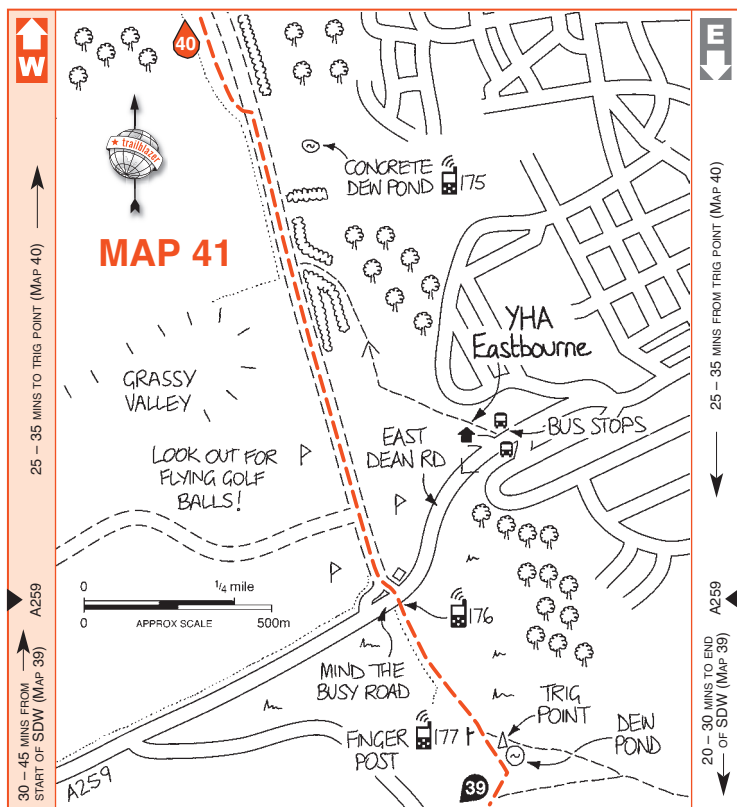 W
E
40
trailblazer
CONCRETE
DEW POND 175
MAP 41
YHA
Eastbourne
GRASSY
VALLEY
BUS STOPS
EAST
DEAN RD
LOOK OUT FOR
FLYING GOLF
BALLS!
0 1/4 mile
APPROX SCALE
0 500m
176
MIND THE
BUSY ROAD
TRIG
POINT
FINGER
POST
177
DEW
POND
39
A259
25 – 35 MINS TO TRIG POINT (MAP 40)
A259
30 – 45 MINS FROM
START OF SDW (MAP 39)
25 – 35 MINS FROM TRIG POINT (MAP 40)
A259
20 – 30 MINS TO END
OF SDW (MAP 39)